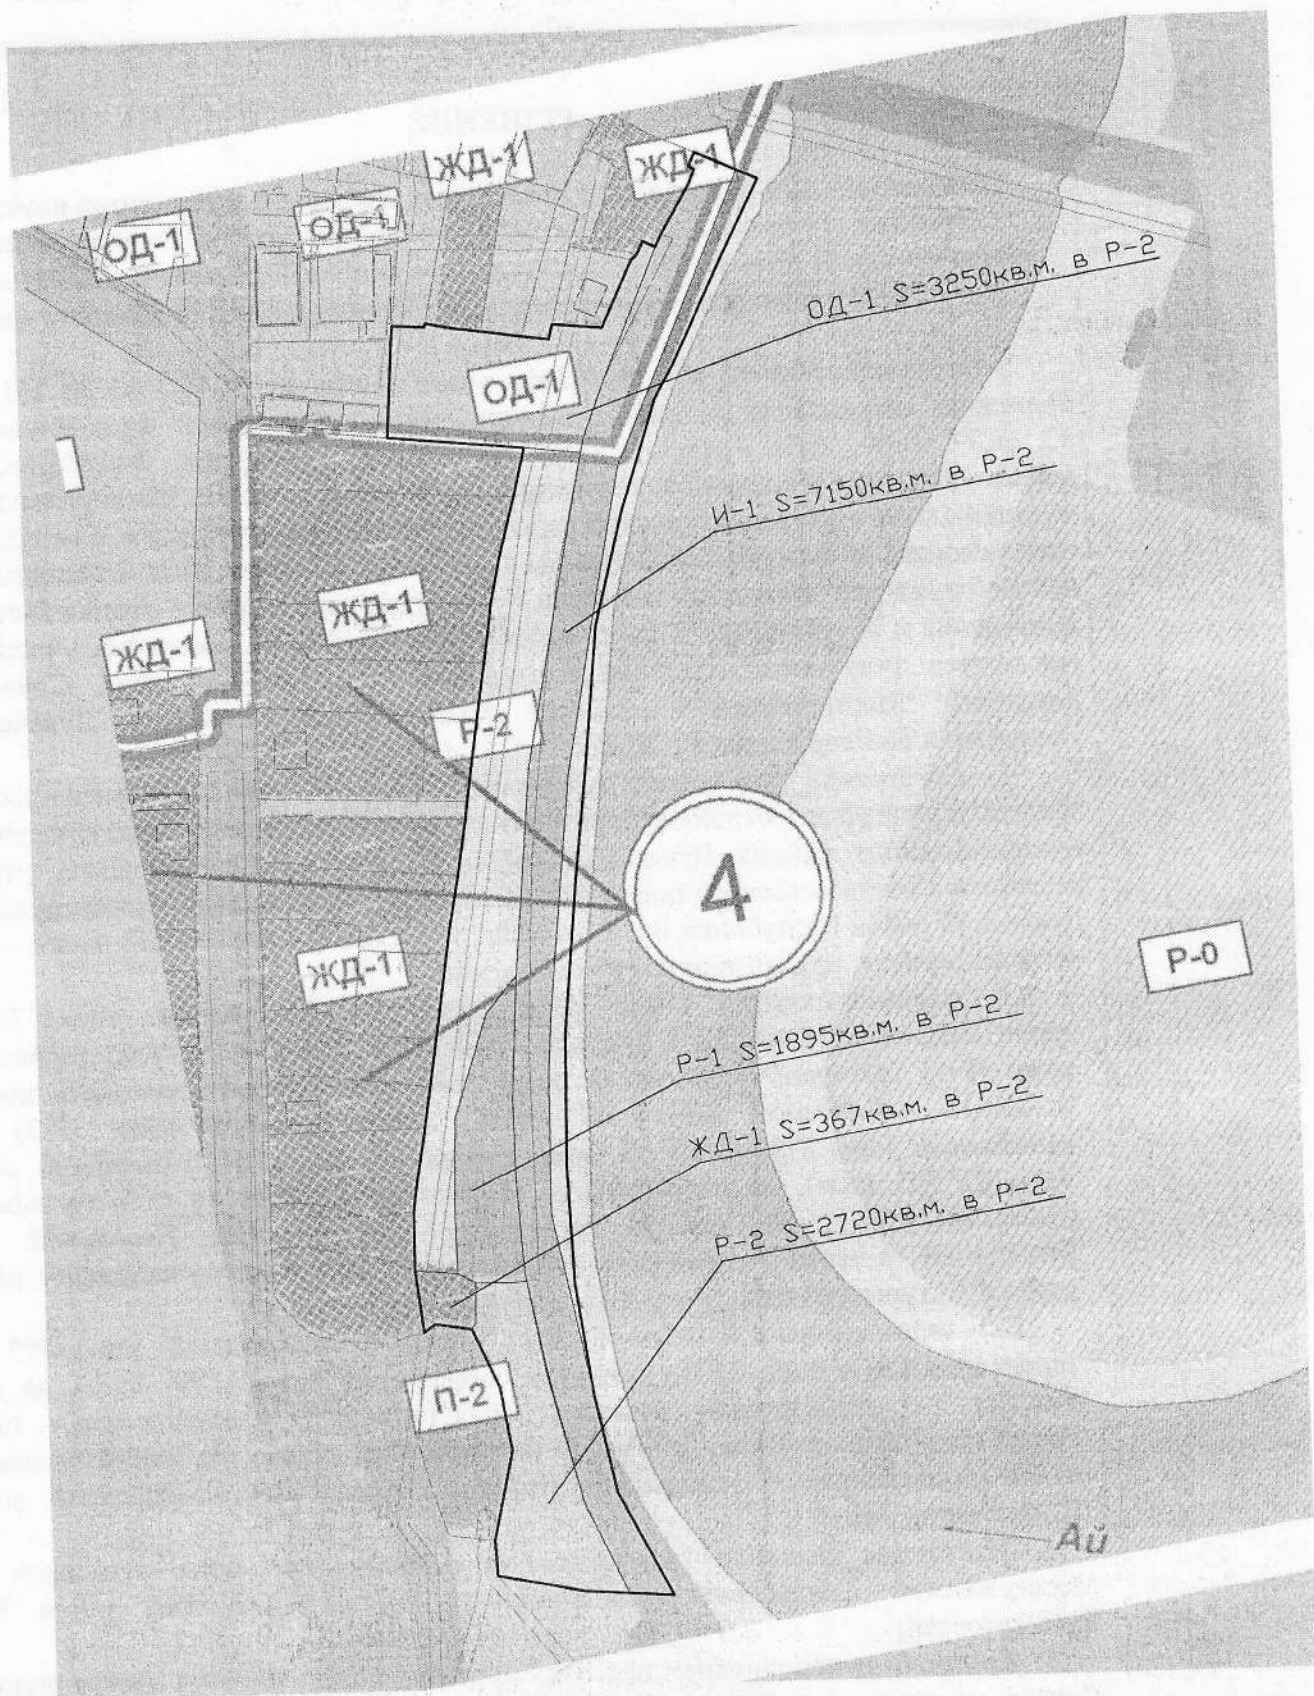 ЖД-1
ЖД-1
ОД-1
ОД-1
ОД-1 S=3250кв.м. в Р-2
ОД-1
И-1 S=7150кв.м. в Р-2
ЖД-1
ЖД-1
Р-2
4
Р-0
ЖД-1
Р-1 S=1895кв.м. в Р-2
ЖД-1 S=367кв.м. в Р-2
Р-2 S=2720кв.м. в Р-2
П-2
Ай